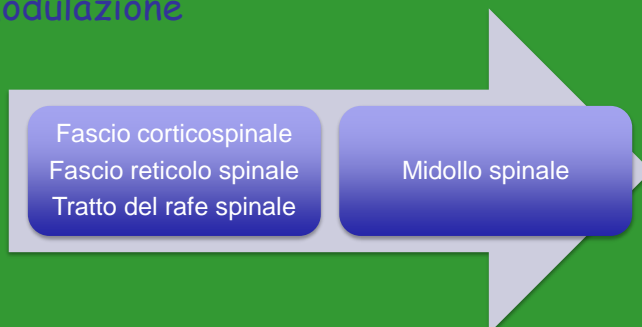 odulazione
Fascio corticospinale
Fascio reticolo spinale
Tratto del rafe spinale
Midollo spinale